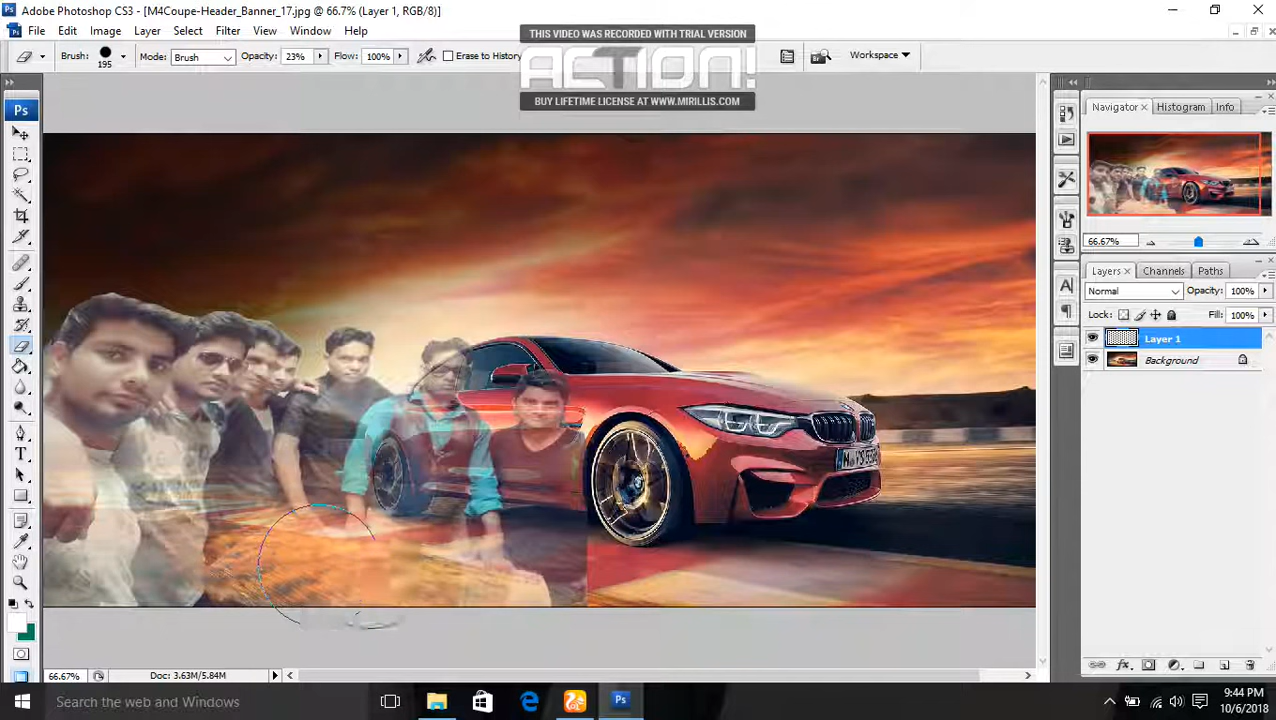 Adobe Photoshop CS3 - [M4Coupe-Header_Banner_17.jpg @ 66.7% (Layer 1, RGB/8)]
File Edit Image Layer Select Filter View Window Help
THIS VIDEO WAS RECORDED WITH TRIAL VERSION
ACTION!
BUY LIFETIME LICENSE AT WWW.MIRILLIS.COM
Brush: 195 Mode: Brush Opacity: 23% Flow: 100% Erase to History Workspace
Ps
Navigator Histogram Info
66.67%
Layers Channels Paths
Normal Opacity: 100%
Lock: Fill: 100%
Layer 1
Background
66.67% Doc: 3.63M/5.84M
Search the web and Windows
9:44 PM
10/6/2018